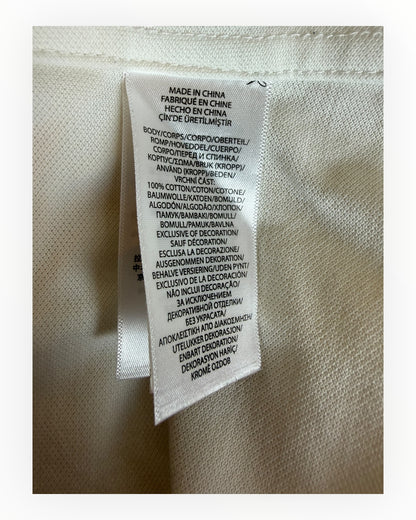 MADE IN CHINA
FABRIQUÉ EN CHINE
HECHO EN CHINA
ÇİN'DE ÜRETİLMİŞTİR
BODY/CORPS/CORPO/OBERTEIL/
ROMP/HOVEDDEL/CUERPO/
CORPO/ПЕРЕД И СПИНКА/
КОРПУС/ΣΩΜΑ/BRUK (KROPP)/
ANVÄND (KROPP)/BEDEN/
VRCHNÍ ČÁST:
100% COTTON/COTON/COTONE/
BAUMWOLLE/KATOEN/BOMULD/
ALGODÓN/ALGODÃO/ХЛОПОК/
ПАМУК/ΒΑΜΒΑΚΙ/BOMULL/
BOMULL/PAMUK/BAVLNA
EXCLUSIVE OF DECORATION/
SAUF DÉCORATION/
ESCLUSA LA DECORAZIONE/
AUSGENOMMEN DEKORATION/
BEHALVE VERSIERING/UDEN PYNT/
EXCLUSIVO DE LA DECORACIÓN/
NÃO INCLUI DECORAÇÃO/
ЗА ИСКЛЮЧЕНИЕМ
ДЕКОРАТИВНОЙ ОТДЕЛКИ/
БЕЗ УКРАСАТА/
ΑΠΟΚΛΕΙΣΤΙΚΗ ΑΠΟ ΔΙΑΚΟΣΜΗΣΗ/
UTELUKKER DEKORASJON/
ENBART DEKORATION/
DEKORASYON HARİÇ/
KROMĚ OZDOB